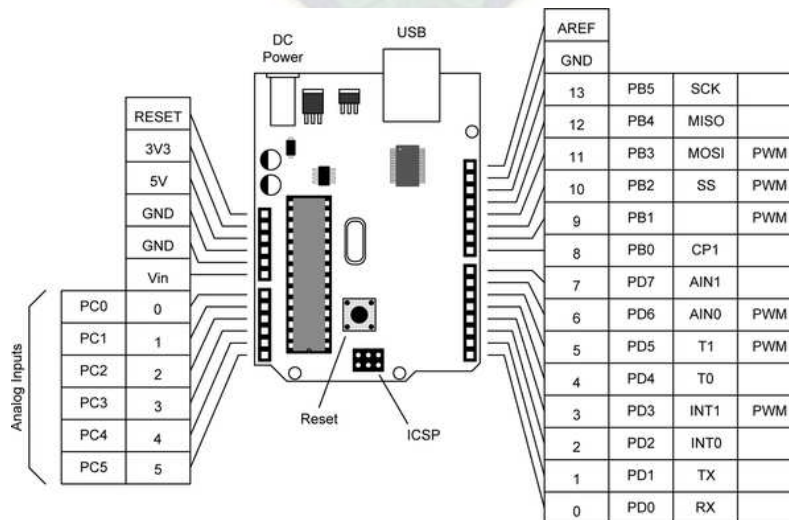 DC
Power
USB
RESET
3V3
5V
GND
GND
Vin
Analog Inputs
PC0 0
PC1 1
PC2 2
PC3 3
PC4 4
PC5 5
Reset
ICSP
AREF
GND
13 PB5 SCK
12 PB4 MISO
11 PB3 MOSI PWM
10 PB2 SS PWM
9 PB1 PWM
8 PB0 CP1
7 PD7 AIN1
6 PD6 AIN0 PWM
5 PD5 T1 PWM
4 PD4 T0
3 PD3 INT1 PWM
2 PD2 INT0
1 PD1 TX
0 PD0 RX